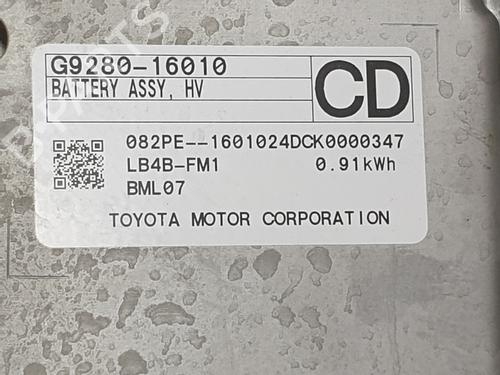 G9280-16010
BATTERY ASSY, HV
CD
082PE--1601024DCK0000347
LB4B-FM1 0.91kWh
BML07
TOYOTA MOTOR CORPORATION